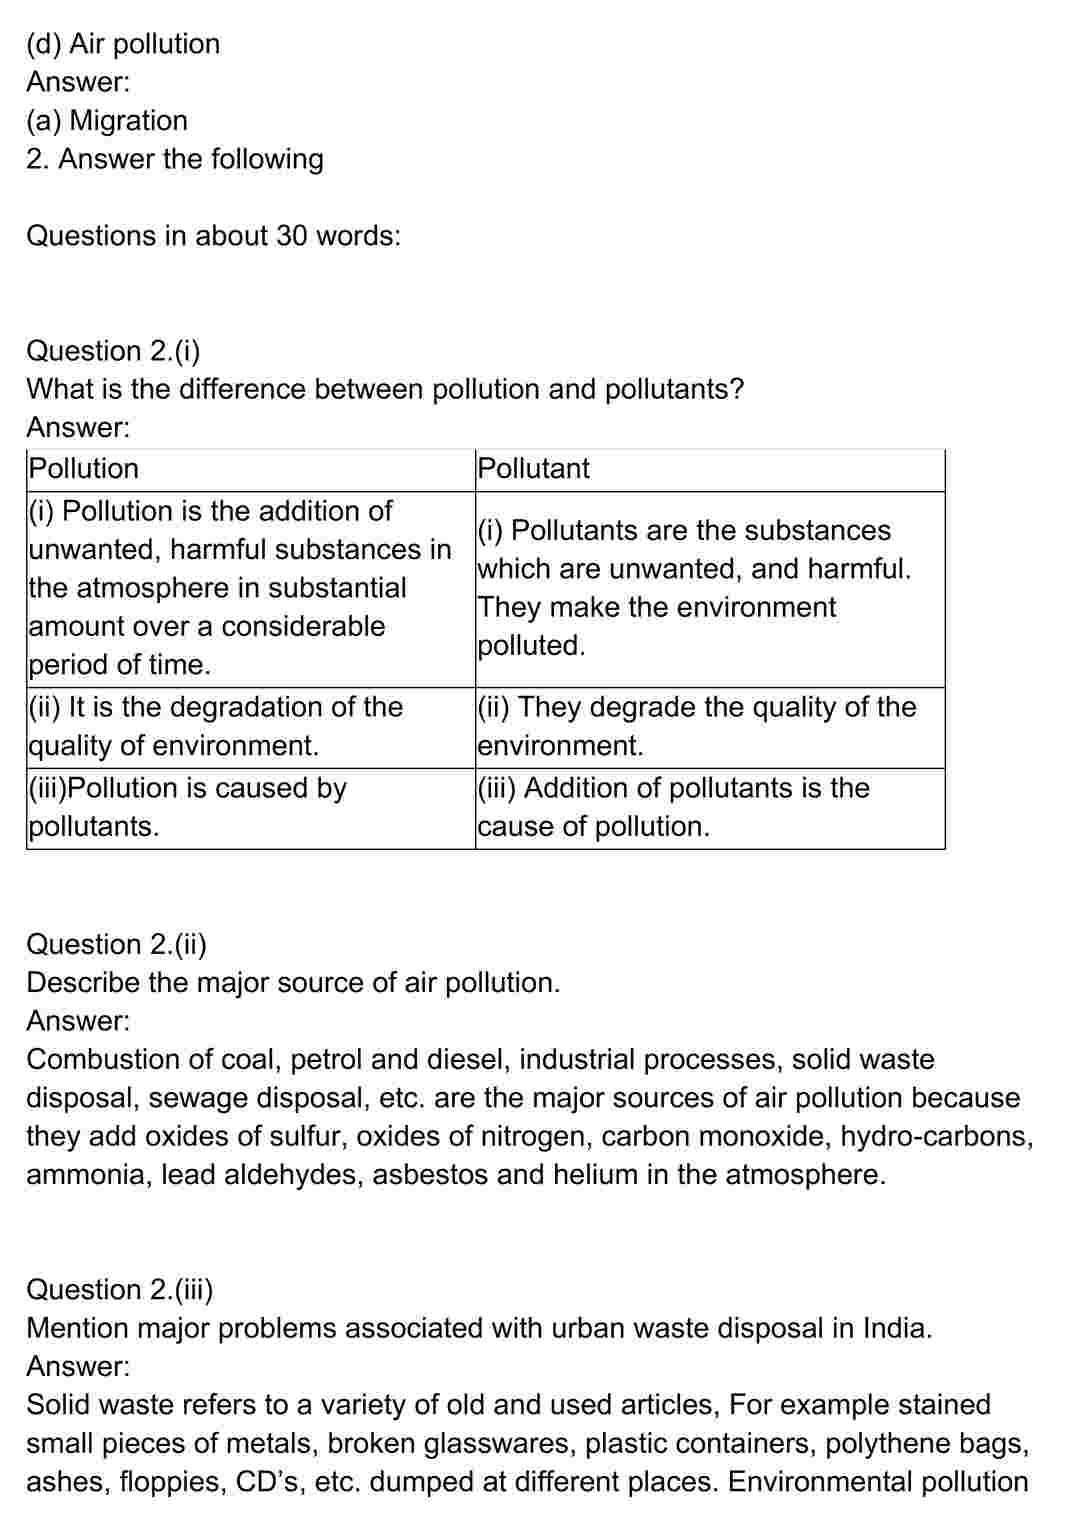 (d) Air pollution
Answer:
(a) Migration
2. Answer the following
Questions in about 30 words:
Question 2.(i)
What is the difference between pollution and pollutants?
Answer:
Pollution
Pollutant
(i) Pollution is the addition of
unwanted, harmful substances in
the atmosphere in substantial
amount over a considerable
period of time.
(i) Pollutants are the substances
which are unwanted, and harmful.
They make the environment
polluted.
(ii) It is the degradation of the
quality of environment.
(ii) They degrade the quality of the
environment.
(iii)Pollution is caused by
pollutants.
(iii) Addition of pollutants is the
cause of pollution.
Question 2.(ii)
Describe the major source of air pollution.
Answer:
Combustion of coal, petrol and diesel, industrial processes, solid waste
disposal, sewage disposal, etc. are the major sources of air pollution because
they add oxides of sulfur, oxides of nitrogen, carbon monoxide, hydro-carbons,
ammonia, lead aldehydes, asbestos and helium in the atmosphere.
Question 2.(iii)
Mention major problems associated with urban waste disposal in India.
Answer:
Solid waste refers to a variety of old and used articles, For example stained
small pieces of metals, broken glasswares, plastic containers, polythene bags,
ashes, floppies, CD’s, etc. dumped at different places. Environmental pollution